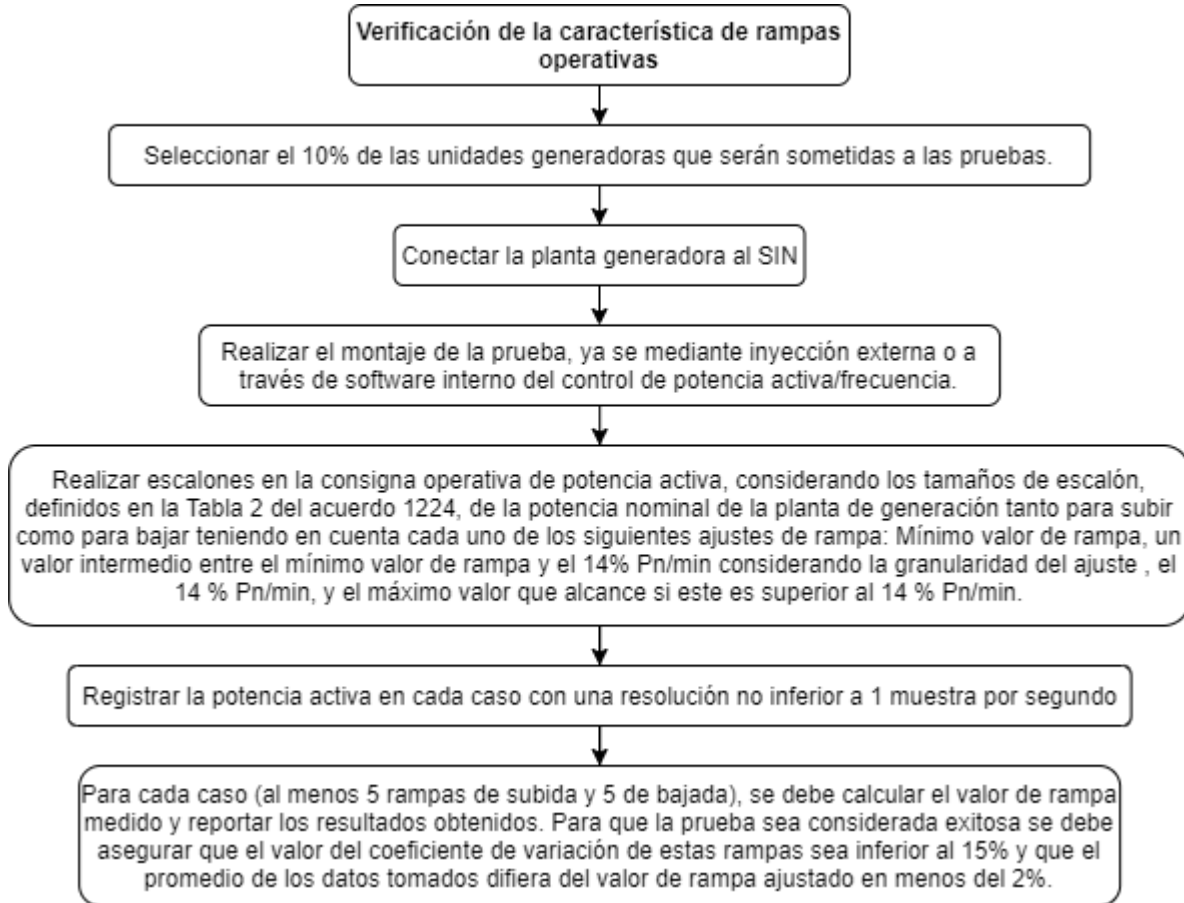 Verificación de la característica de rampas
operativas
Seleccionar el 10% de las unidades generadoras que serán sometidas a las pruebas.
Conectar la planta generadora al SIN
Realizar el montaje de la prueba, ya se mediante inyección externa o a
través de software interno del control de potencia activa/frecuencia.
Realizar escalones en la consigna operativa de potencia activa, considerando los tamaños de escalón,
definidos en la Tabla 2 del acuerdo 1224, de la potencia nominal de la planta de generación tanto para subir
como para bajar teniendo en cuenta cada uno de los siguientes ajustes de rampa: Mínimo valor de rampa, un
valor intermedio entre el mínimo valor de rampa y el 14% Pn/min considerando la granularidad del ajuste , el
14 % Pn/min, y el máximo valor que alcance si este es superior al 14 % Pn/min.
Registrar la potencia activa en cada caso con una resolución no inferior a 1 muestra por segundo
Para cada caso (al menos 5 rampas de subida y 5 de bajada), se debe calcular el valor de rampa
medido y reportar los resultados obtenidos. Para que la prueba sea considerada exitosa se debe
asegurar que el valor del coeficiente de variación de estas rampas sea inferior al 15% y que el
promedio de los datos tomados difiera del valor de rampa ajustado en menos del 2%.